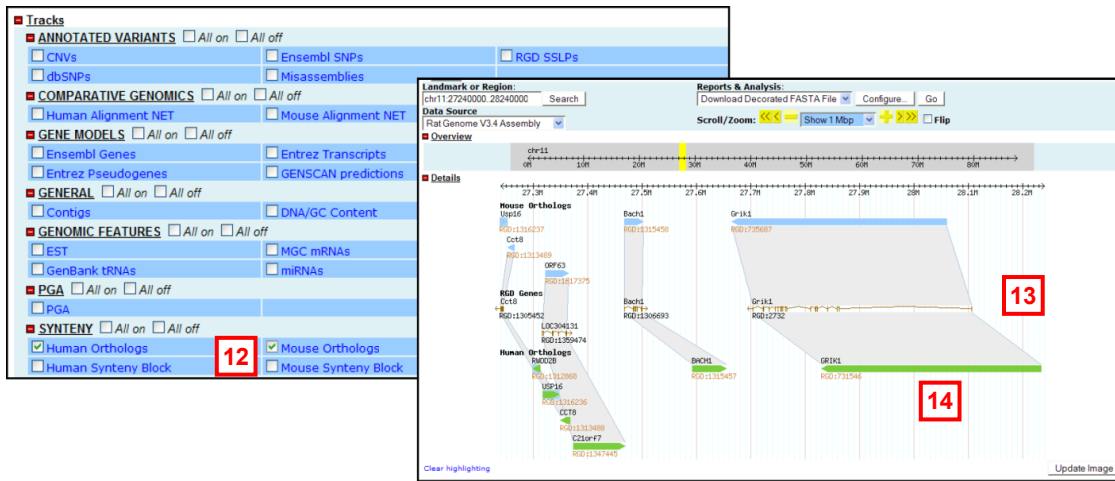 Tracks
ANNOTATED VARIANTS All on All off
CNVs Ensembl SNPs RGD SSLPs
dbSNPs Misassemblies
COMPARATIVE GENOMICS All on All off
Human Alignment NET Mouse Alignment NET
GENE MODELS All on All off
Ensembl Genes Entrez Transcripts
Entrez Pseudogenes GENSCAN predictions
GENERAL All on All off
Contigs DNA/GC Content
GENOMIC FEATURES All on All off
EST MGC mRNAs
GenBank tRNAs miRNAs
PGA All on All off
PGA
SYNTENY All on All off
Human Orthologs Mouse Orthologs
Human Synteny Block Mouse Synteny Block
12
Landmark or Region: Reports & Analysis:
chr11:27240000..28240000 Search Download Decorated FASTA File Configure... Go
Data Source
Rat Genome V3.4 Assembly Scroll/Zoom: <<< Show 1 Mbp >>> Flip
Overview
chr11
0M 10M 20M 30M 40M 50M 60M 70M 80M
Details
27.3M 27.4M 27.5M 27.6M 27.7M 27.8M 27.9M 28M 28.1M 28.2M
Mouse Orthologs
Usp16 Bach1 Grik1
RGD:1316237 RGD:1315458 RGD:735687
Cct8
RGD:1313489
ORF63
RGD:1617375
RGD Genes
Cct8 Bach1 Grik1
RGD:1305452 RGD:1306693 RGD:2732
13
LOC304131
RGD:1359474
Human Orthologs
RWDD2B BACH1 GRIK1
RGD:1312868 RGD:1315457 RGD:731546
USP16
RGD:1316236
14
CCT8
RGD:1313488
C21orf7
RGD:1347445
Clear highlighting Update Image